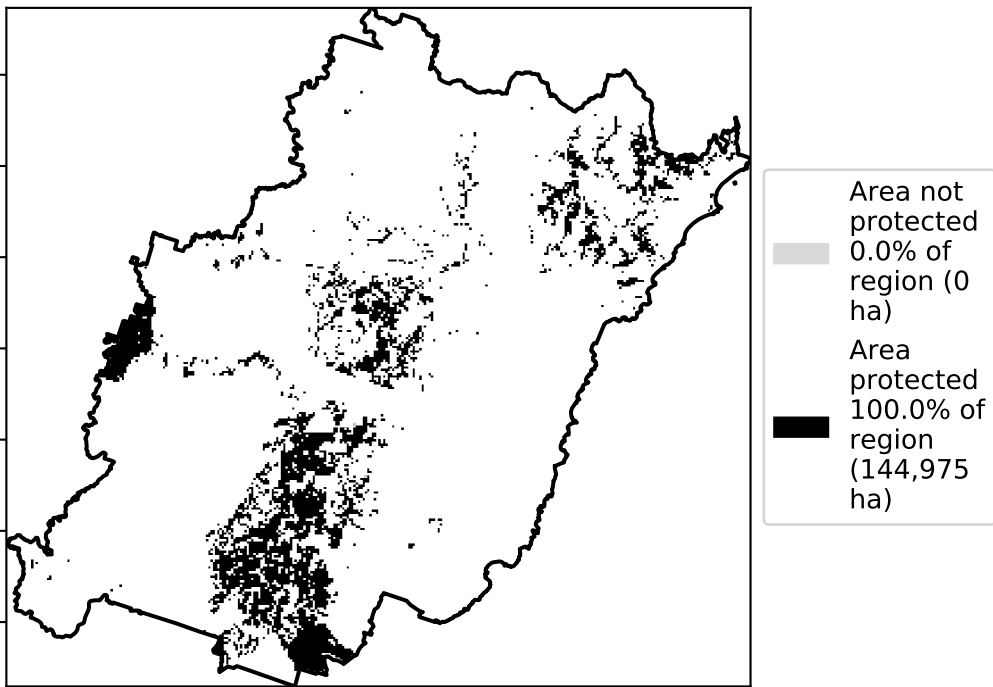 Area not
protected
0.0% of
region (0
ha)
Area
protected
100.0% of
region
(144,975
ha)